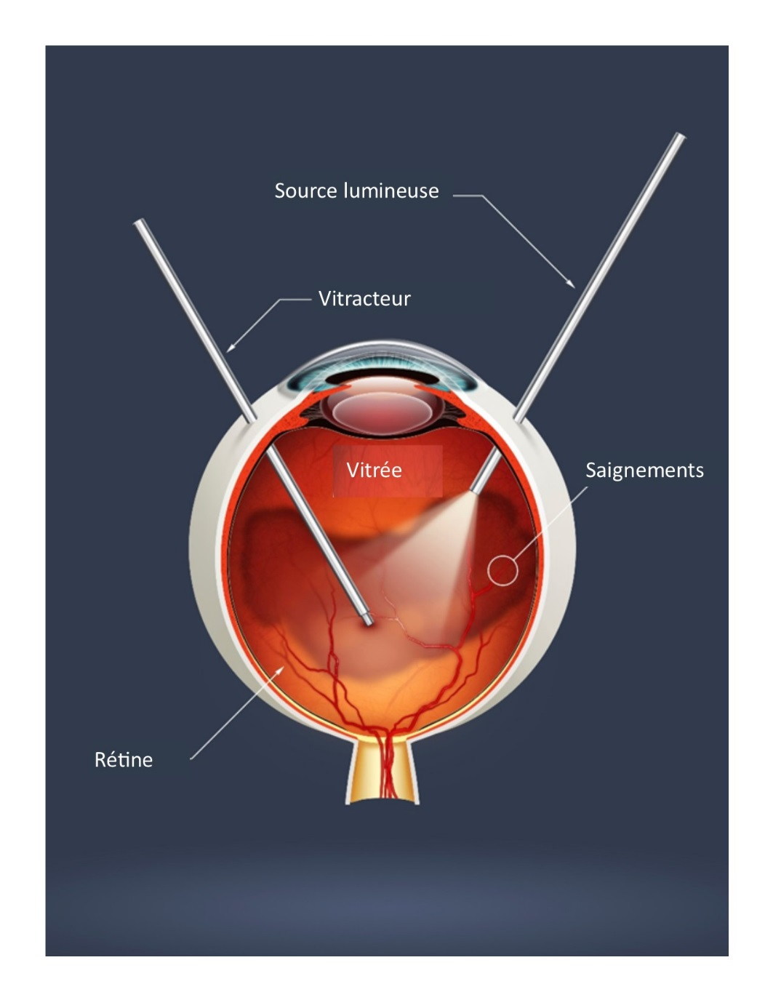 Source lumineuse
Vitracteur
Vitrée
Saignements
Rétine